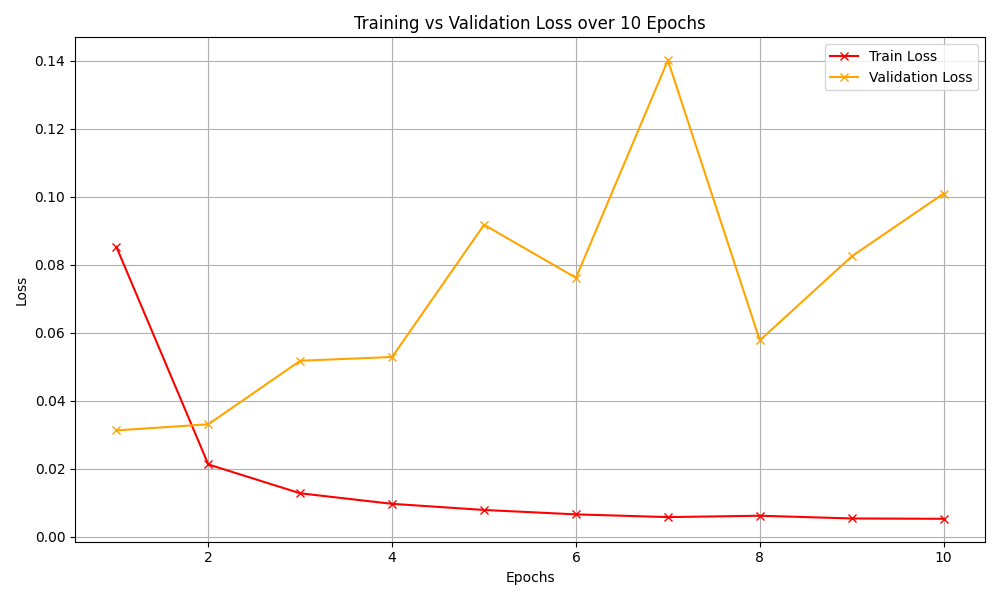 Training vs Validation Loss over 10 Epochs
Train Loss
Validation Loss
0.14
0.12
0.10
0.08
0.06
0.04
0.02
0.00
Loss
2
4
6
8
10
Epochs